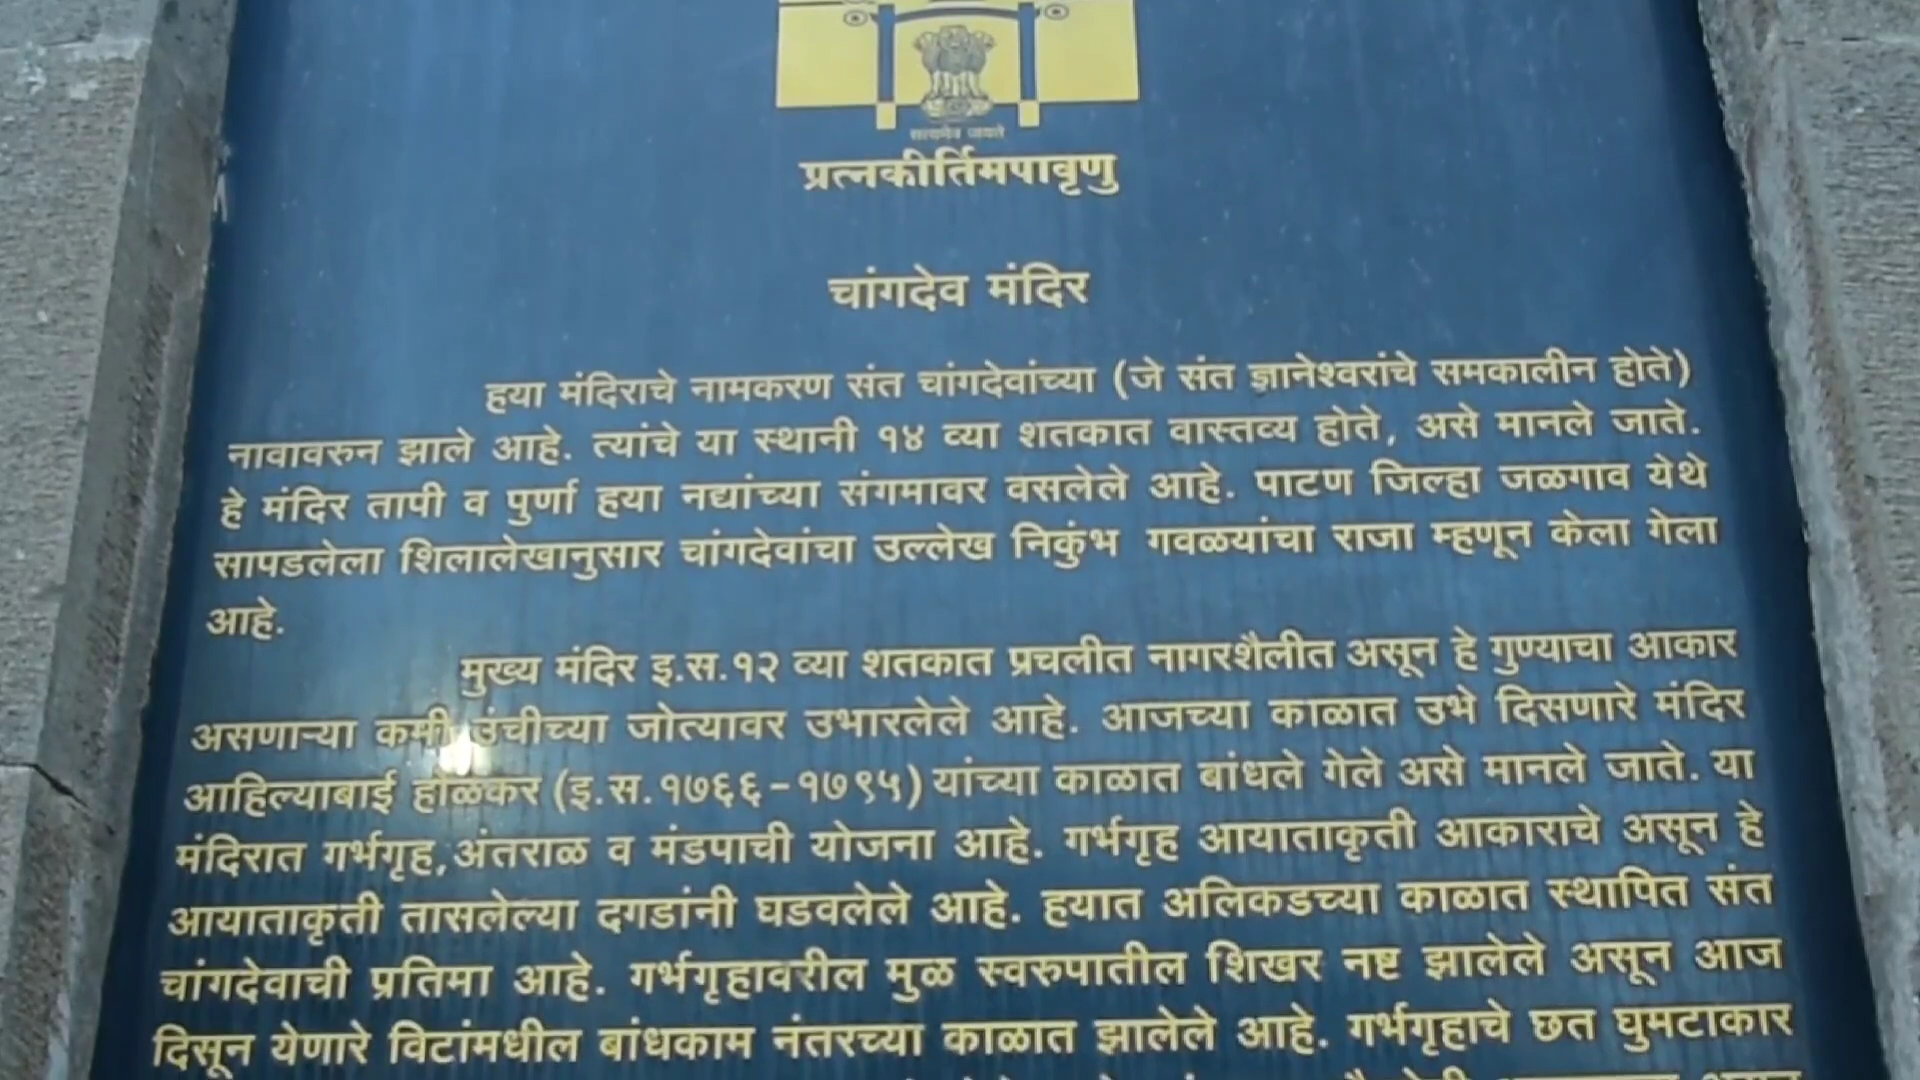 सत्यमेव जयते
प्रत्नकीर्तिमपावृणु
चांगदेव मंदिर
हया मंदिराचे नामकरण संत चांगदेवांच्या (जे संत ज्ञानेश्वरांचे समकालीन होते)
नावावरुन झाले आहे. त्यांचे या स्थानी १४ व्या शतकात वास्तव्य होते, असे मानले जाते.
हे मंदिर तापी व पुर्णा हया नद्यांच्या संगमावर वसलेले आहे. पाटण जिल्हा जळगाव येथे
सापडलेला शिलालेखानुसार चांगदेवांचा उल्लेख निकुंभ गवळयांचा राजा म्हणून केला गेला
आहे.
मुख्य मंदिर इ.स.१२ व्या शतकात प्रचलीत नागरशैलीत असून हे गुण्याचा आकार
असणाऱ्या कमी उंचीच्या जोत्यावर उभारलेले आहे. आजच्या काळात उभे दिसणारे मंदिर
आहिल्याबाई होळकर (इ.स.१७६६-१७९५) यांच्या काळात बांधले गेले असे मानले जाते. या
मंदिरात गर्भगृह, अंतराळ व मंडपाची योजना आहे. गर्भगृह आयाताकृती आकाराचे असून हे
आयाताकृती तासलेल्या दगडांनी घडवलेले आहे. हयात अलिकडच्या काळात स्थापित संत
चांगदेवाची प्रतिमा आहे. गर्भगृहावरील मुळ स्वरुपातील शिखर नष्ट झालेले असून आज
दिसून येणारे विटांमधील बांधकाम नंतरच्या काळात झालेले आहे. गर्भगृहाचे छत घुमटाकार